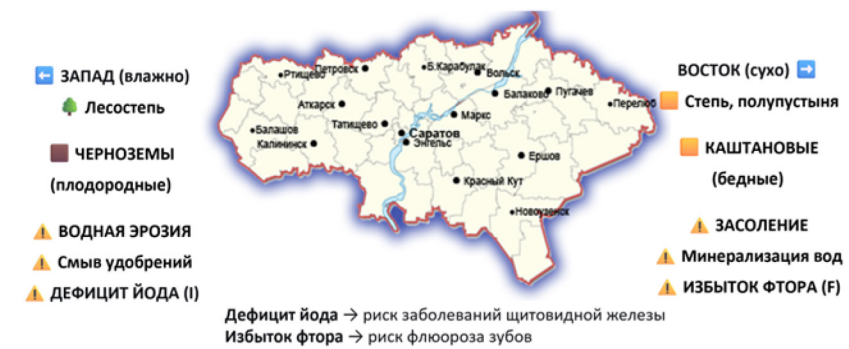 ⬅️ ЗАПАД (влажно)
🌳 Лесостепь
🟫 ЧЕРНОЗЕМЫ
(плодородные)
⚠️ ВОДНАЯ ЭРОЗИЯ
⚠️ Смыв удобрений
⚠️ ДЕФИЦИТ ЙОДА (I)
Ртищево
Петровск
Б.Карабулак
Вольск
Аткарск
Балаково
Пугачев
Перелюб
Балашов
Татищево
Маркс
Саратов
Калининск
Энгельс
Ершов
Красный Кут
Новоузенск
ВОСТОК (сухо) ➡️
🟧 Степь, полупустыня
🟧 КАШТАНОВЫЕ
(бедные)
⚠️ ЗАСОЛЕНИЕ
⚠️ Минерализация вод
⚠️ ИЗБЫТОК ФТОРА (F)
Дефицит йода → риск заболеваний щитовидной железы
Избыток фтора → риск флюороза зубов